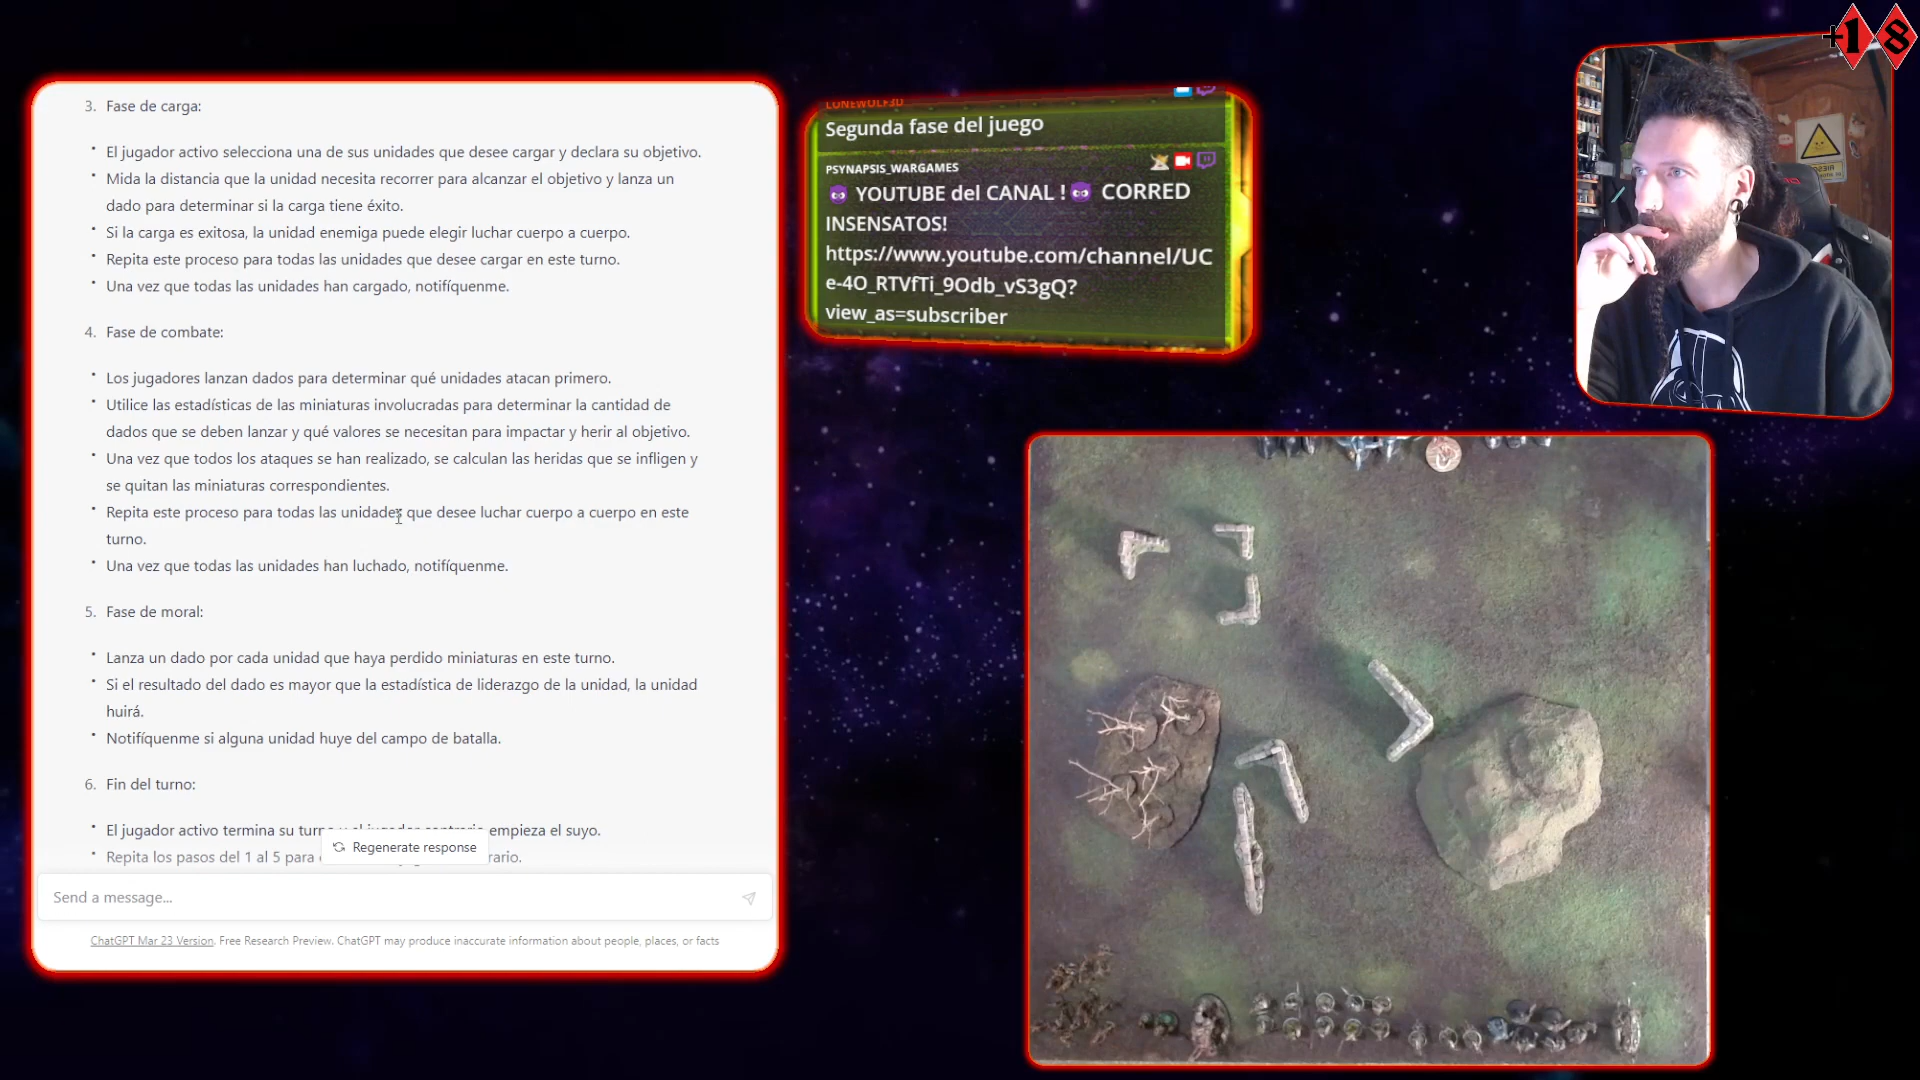 3. Fase de carga:
El jugador activo selecciona una de sus unidades que desee cargar y declara su objetivo.
Mida la distancia que la unidad necesita recorrer para alcanzar el objetivo y lanza un
dado para determinar si la carga tiene éxito.
Si la carga es exitosa, la unidad enemiga puede elegir luchar cuerpo a cuerpo.
Repita este proceso para todas las unidades que desee cargar en este turno.
Una vez que todas las unidades han cargado, notifíquenme.
4. Fase de combate:
Los jugadores lanzan dados para determinar qué unidades atacan primero.
Utilice las estadísticas de las miniaturas involucradas para determinar la cantidad de
dados que se deben lanzar y qué valores se necesitan para impactar y herir al objetivo.
Una vez que todos los ataques se han realizado, se calculan las heridas que se infligen y
se quitan las miniaturas correspondientes.
Repita este proceso para todas las unidades que desee luchar cuerpo a cuerpo en este
turno.
Una vez que todas las unidades han luchado, notifíquenme.
5. Fase de moral:
Lanza un dado por cada unidad que haya perdido miniaturas en este turno.
Si el resultado del dado es mayor que la estadística de liderazgo de la unidad, la unidad
huirá.
Notifíquenme si alguna unidad huye del campo de batalla.
6. Fin del turno:
El jugador activo termina su turno y el jugador contrario empieza el suyo.
Repita los pasos del 1 al 5 para
Regenerate response
Send a message...
ChatGPT Mar 23 Version. Free Research Preview. ChatGPT may produce inaccurate information about people, places, or facts
LONEWOLF3D
Segunda fase del juego
PSYNAPSIS_WARGAMES
YOUTUBE del CANAL ! CORRED
INSENSATOS!
https://www.youtube.com/channel/UC
e-4O_RTVfTi_9Odb_vS3gQ?
view_as=subscriber
+18